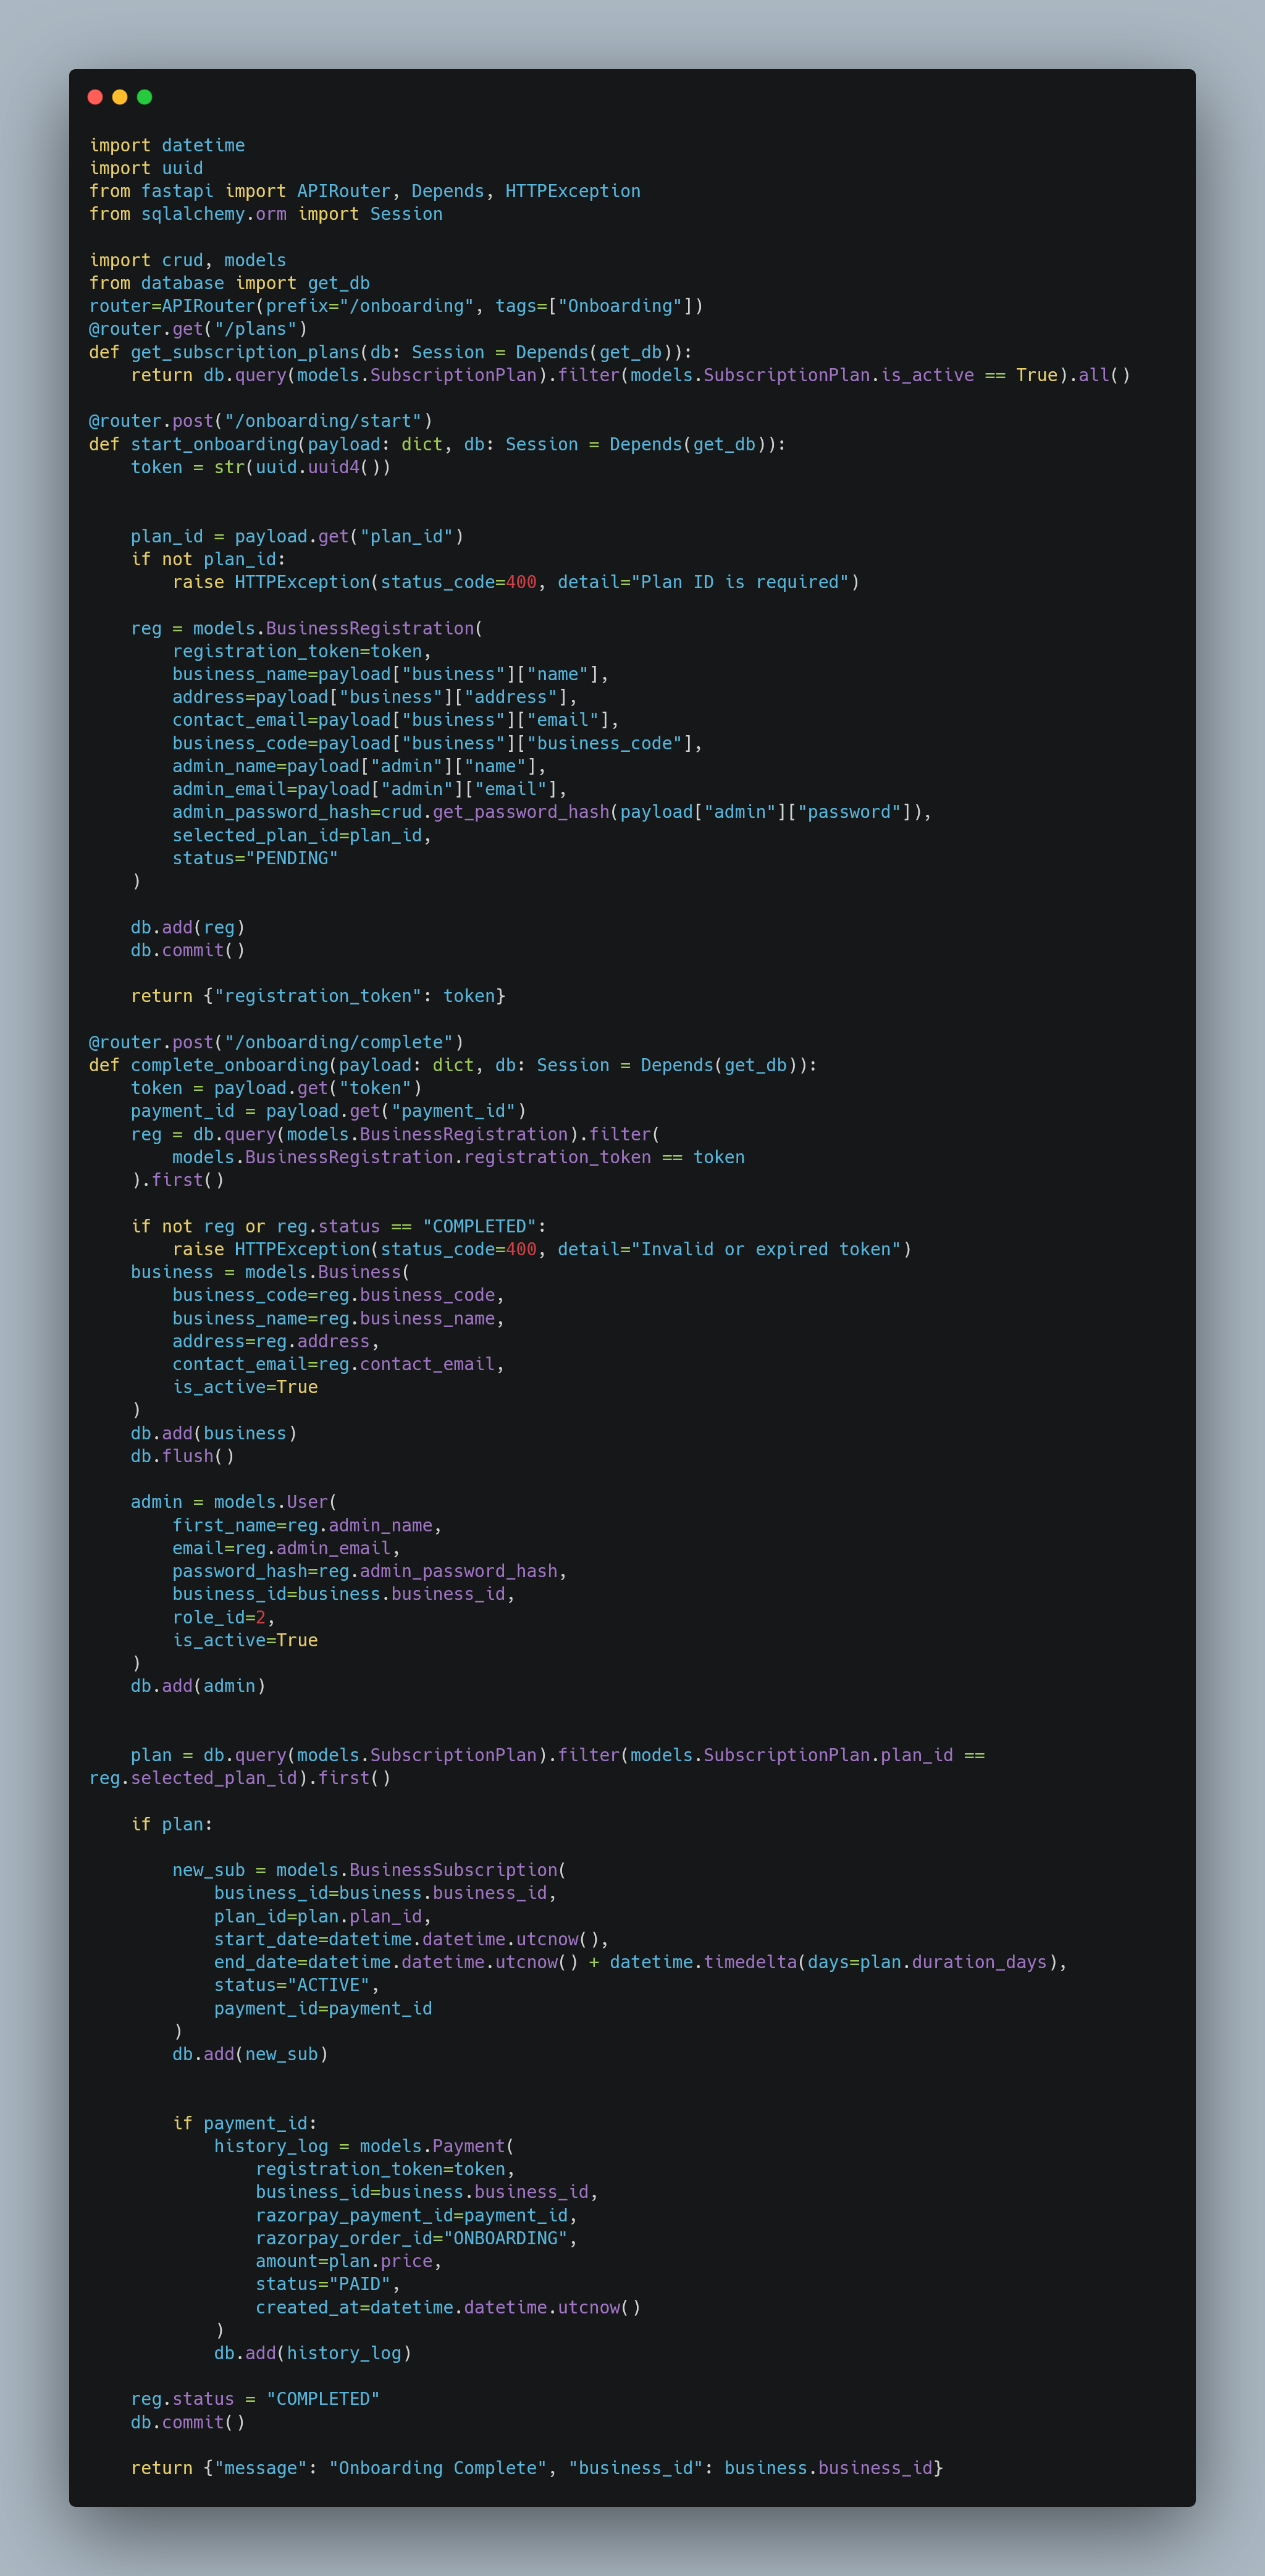 import datetime
import uuid
from fastapi import APIRouter, Depends, HTTPException
from sqlalchemy.orm import Session

import crud, models
from database import get_db
router=APIRouter(prefix="/onboarding", tags=["Onboarding"])
@router.get("/plans")
def get_subscription_plans(db: Session = Depends(get_db)):
    return db.query(models.SubscriptionPlan).filter(models.SubscriptionPlan.is_active == True).all()

@router.post("/onboarding/start")
def start_onboarding(payload: dict, db: Session = Depends(get_db)):
    token = str(uuid.uuid4())


    plan_id = payload.get("plan_id")
    if not plan_id:
        raise HTTPException(status_code=400, detail="Plan ID is required")

    reg = models.BusinessRegistration(
        registration_token=token,
        business_name=payload["business"]["name"],
        address=payload["business"]["address"],
        contact_email=payload["business"]["email"],
        business_code=payload["business"]["business_code"],
        admin_name=payload["admin"]["name"],
        admin_email=payload["admin"]["email"],
        admin_password_hash=crud.get_password_hash(payload["admin"]["password"]),
        selected_plan_id=plan_id,
        status="PENDING"
    )

    db.add(reg)
    db.commit()

    return {"registration_token": token}

@router.post("/onboarding/complete")
def complete_onboarding(payload: dict, db: Session = Depends(get_db)):
    token = payload.get("token")
    payment_id = payload.get("payment_id")
    reg = db.query(models.BusinessRegistration).filter(
        models.BusinessRegistration.registration_token == token
    ).first()

    if not reg or reg.status == "COMPLETED":
        raise HTTPException(status_code=400, detail="Invalid or expired token")
    business = models.Business(
        business_code=reg.business_code,
        business_name=reg.business_name,
        address=reg.address,
        contact_email=reg.contact_email,
        is_active=True
    )
    db.add(business)
    db.flush()

    admin = models.User(
        first_name=reg.admin_name,
        email=reg.admin_email,
        password_hash=reg.admin_password_hash,
        business_id=business.business_id,
        role_id=2,
        is_active=True
    )
    db.add(admin)


    plan = db.query(models.SubscriptionPlan).filter(models.SubscriptionPlan.plan_id ==
reg.selected_plan_id).first()

    if plan:

        new_sub = models.BusinessSubscription(
            business_id=business.business_id,
            plan_id=plan.plan_id,
            start_date=datetime.datetime.utcnow(),
            end_date=datetime.datetime.utcnow() + datetime.timedelta(days=plan.duration_days),
            status="ACTIVE",
            payment_id=payment_id
        )
        db.add(new_sub)


        if payment_id:
            history_log = models.Payment(
                registration_token=token,
                business_id=business.business_id,
                razorpay_payment_id=payment_id,
                razorpay_order_id="ONBOARDING",
                amount=plan.price,
                status="PAID",
                created_at=datetime.datetime.utcnow()
            )
            db.add(history_log)

    reg.status = "COMPLETED"
    db.commit()

    return {"message": "Onboarding Complete", "business_id": business.business_id}